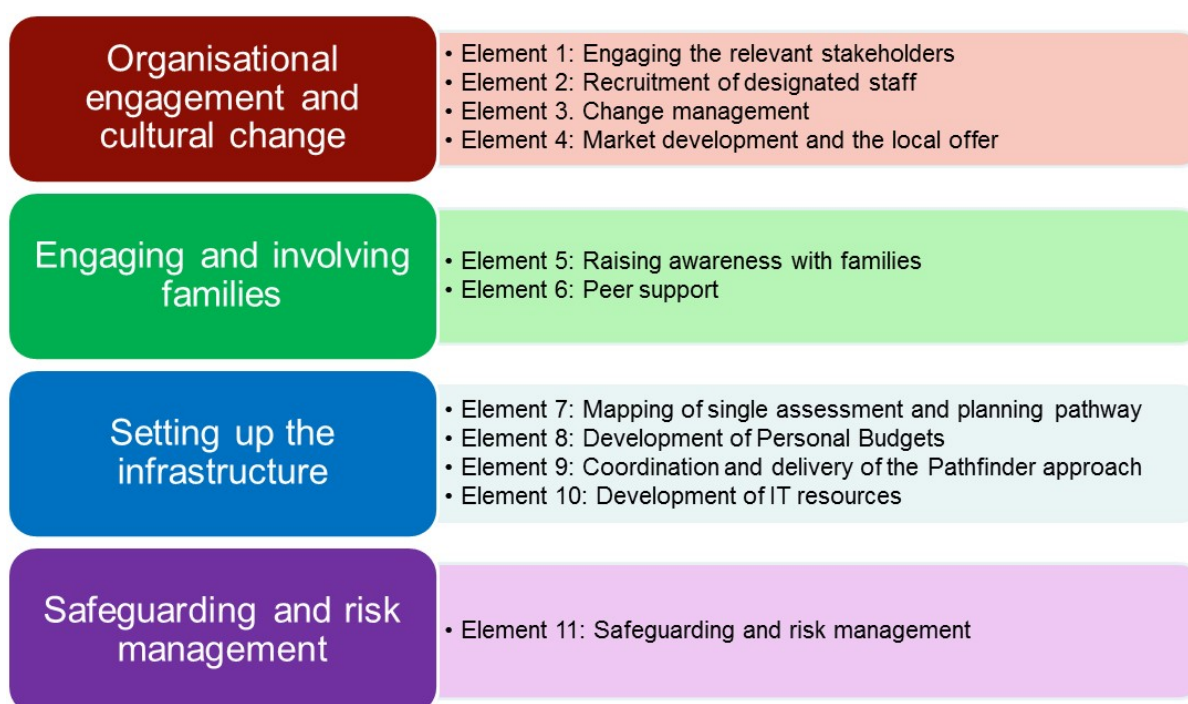 Organisational
engagement and
cultural change
• Element 1: Engaging the relevant stakeholders
• Element 2: Recruitment of designated staff
• Element 3. Change management
• Element 4: Market development and the local offer
Engaging and involving
families
• Element 5: Raising awareness with families
• Element 6: Peer support
Setting up the
infrastructure
• Element 7: Mapping of single assessment and planning pathway
• Element 8: Development of Personal Budgets
• Element 9: Coordination and delivery of the Pathfinder approach
• Element 10: Development of IT resources
Safeguarding and risk
management
• Element 11: Safeguarding and risk management